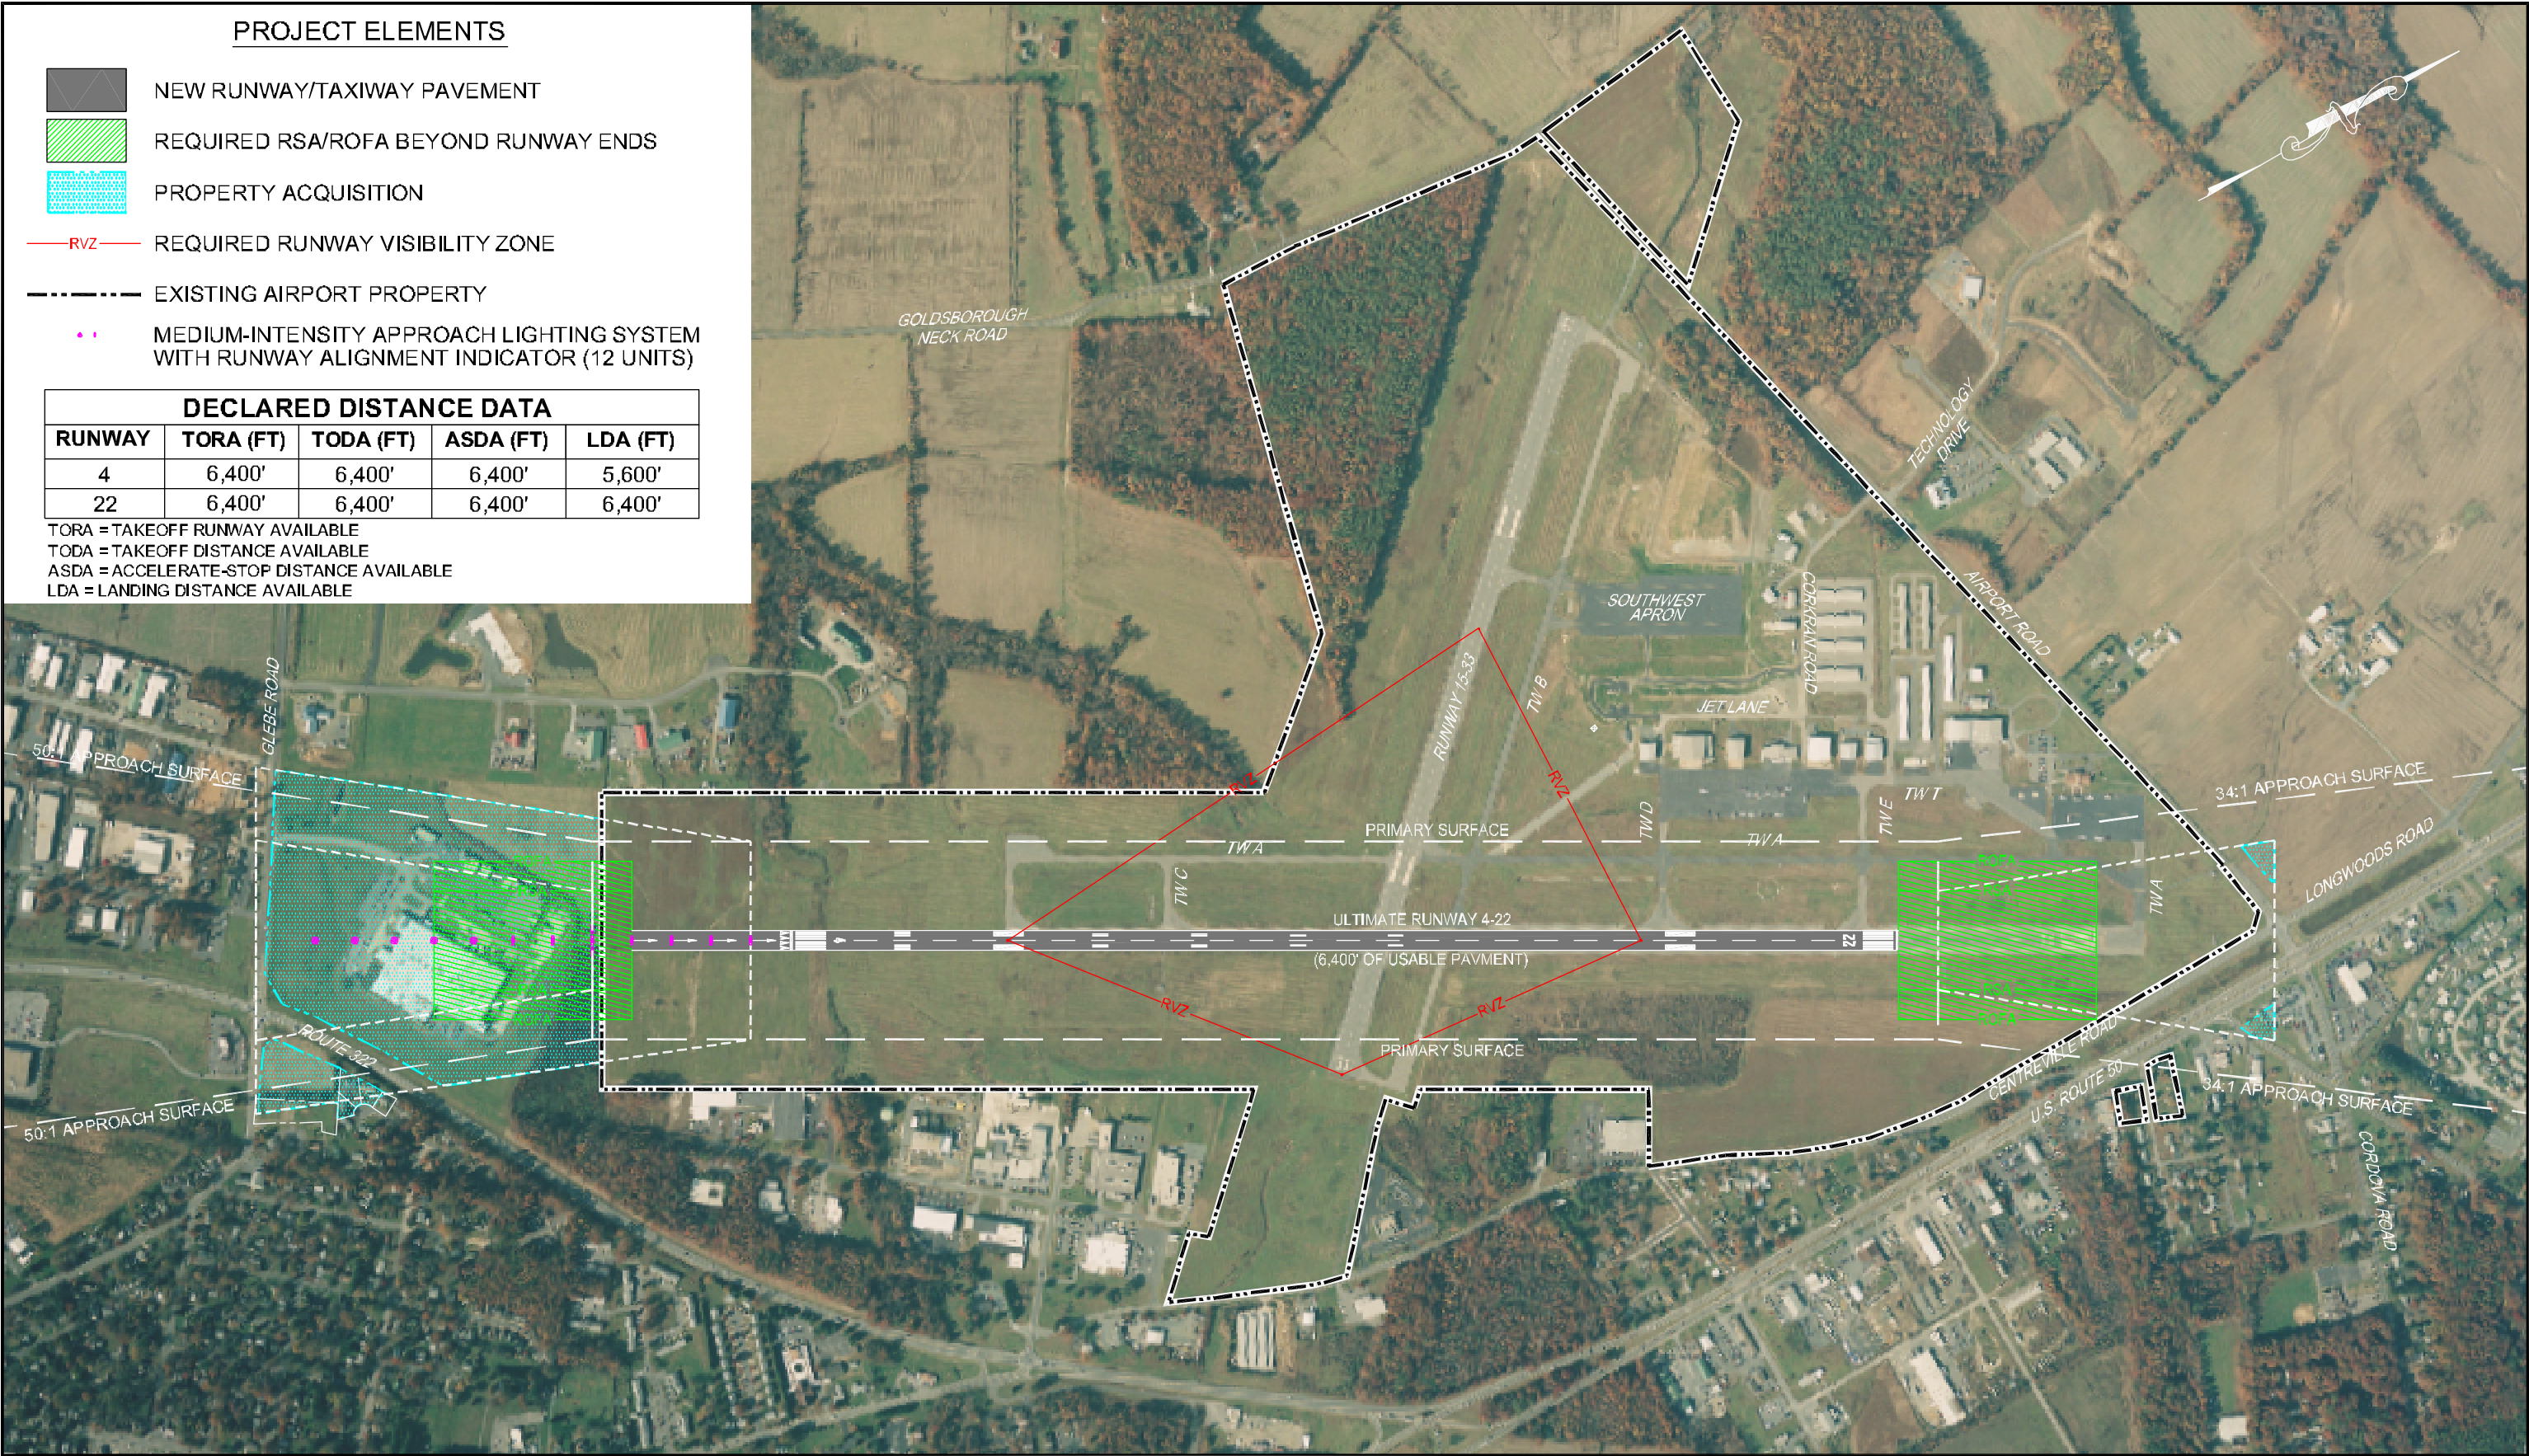 PROJECT ELEMENTS
NEW RUNWAY/TAXIWAY PAVEMENT
REQUIRED RSA/ROFA BEYOND RUNWAY ENDS
PROPERTY ACQUISITION
RVZ
REQUIRED RUNWAY VISIBILITY ZONE
EXISTING AIRPORT PROPERTY
MEDIUM-INTENSITY APPROACH LIGHTING SYSTEM
WITH RUNWAY ALIGNMENT INDICATOR (12 UNITS)
DECLARED DISTANCE DATA
RUNWAY TORA (FT) TODA (FT) ASDA (FT) LDA (FT)
4 6,400' 6,400' 6,400' 5,600'
22 6,400' 6,400' 6,400' 6,400'
TORA = TAKEOFF RUNWAY AVAILABLE
TODA = TAKEOFF DISTANCE AVAILABLE
ASDA = ACCELERATE-STOP DISTANCE AVAILABLE
LDA = LANDING DISTANCE AVAILABLE
GOLDSBOROUGH
NECK ROAD
TECHNOLOGY
DRIVE
SOUTHWEST
APRON
CORKRAN ROAD
AIRPORT ROAD
GLEBE ROAD
RUNWAY 15-33
TW B
JET LANE
50:1 APPROACH SURFACE
RVZ
RVZ
34:1 APPROACH SURFACE
TW D
TW E
TW T
LONGWOODS ROAD
PRIMARY SURFACE
TW A
TW A
ROFA
ROFA
TW C
TW A
ULTIMATE RUNWAY 4-22
22
(6,400' OF USABLE PAVMENT)
RVZ
RVZ
ROFA
ROFA
ROUTE 322
PRIMARY SURFACE
CENTREVILLE ROAD
U.S. ROUTE 50
34:1 APPROACH SURFACE
50:1 APPROACH SURFACE
CORDOVA ROAD